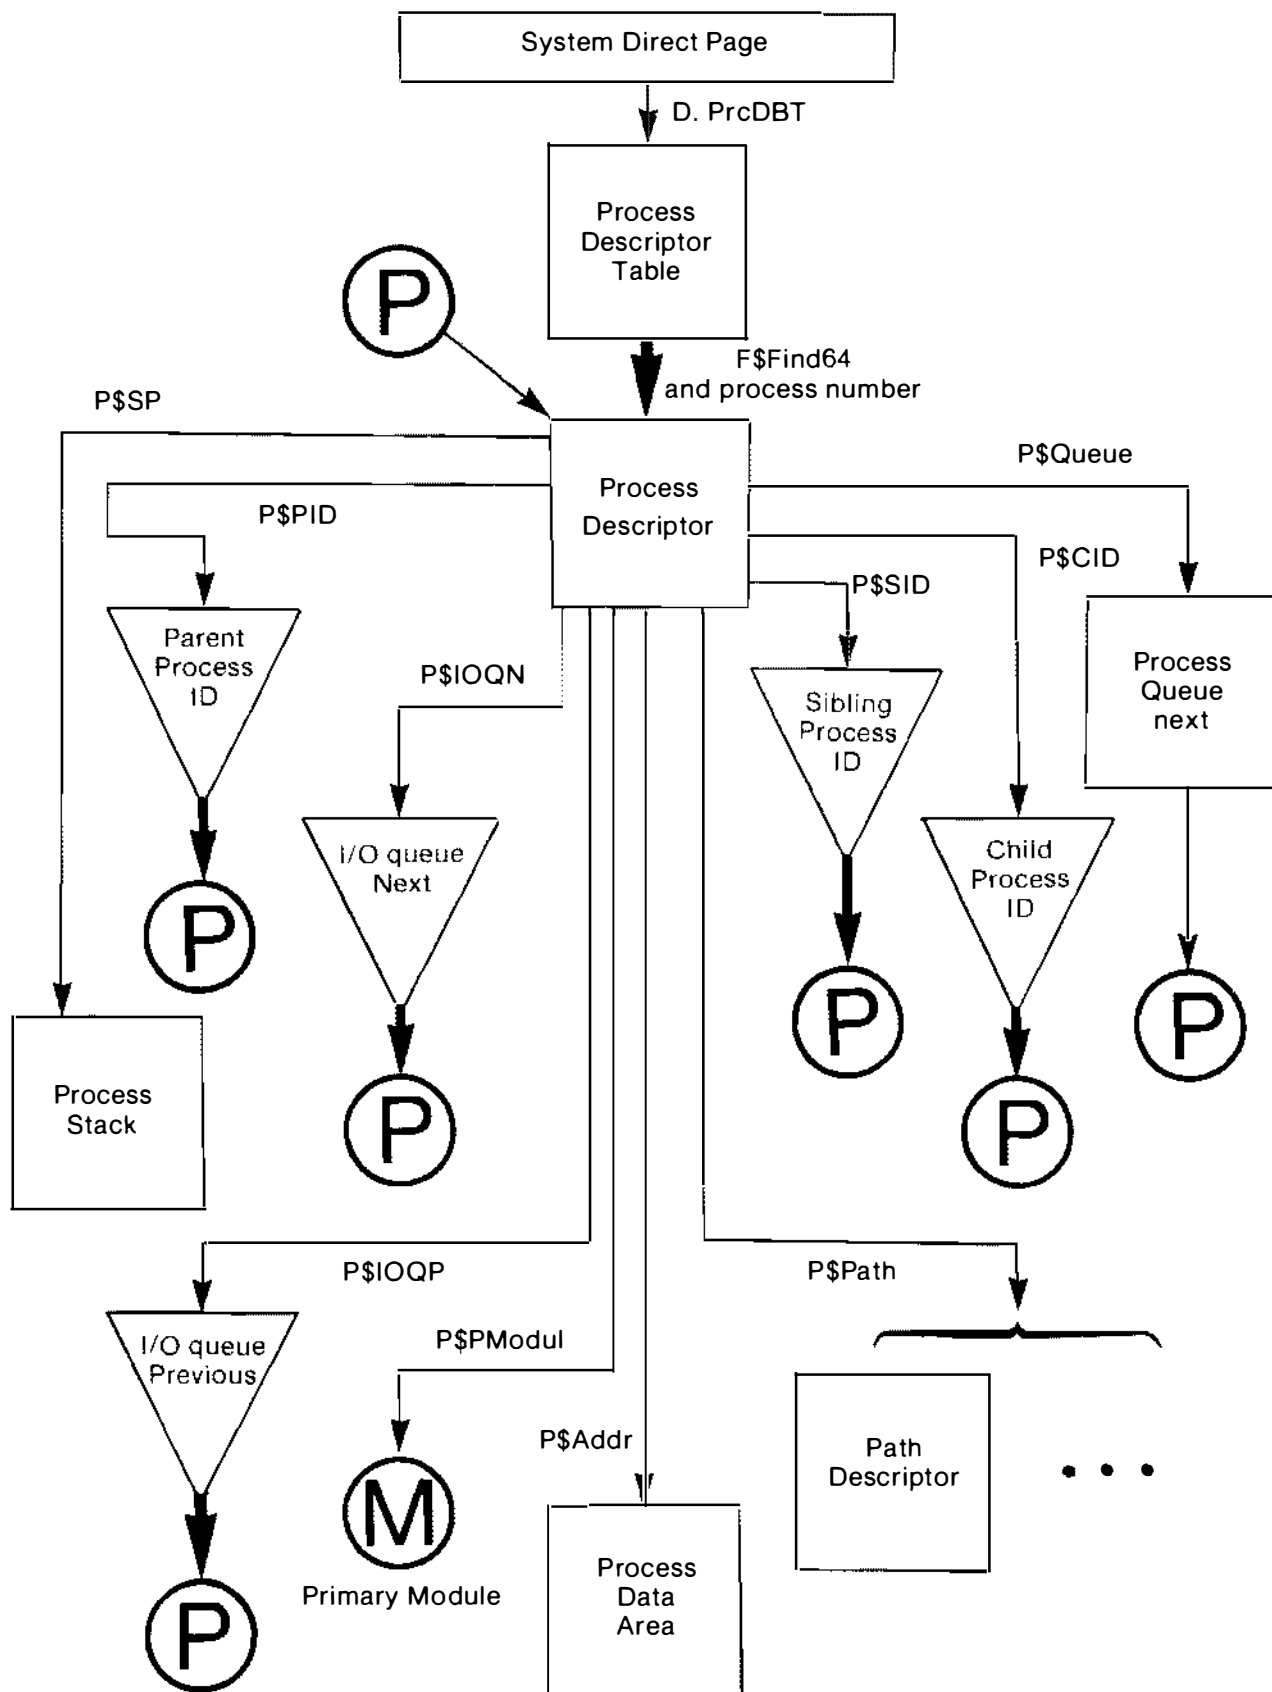 System Direct Page
D. PrcDBT
Process
Descriptor
Table
P
F$Find64
and process number
P$SP
P$Queue
Process
Descriptor
P$PID
P$CID
P$SID
Parent
Process
ID
P$IOQN
Sibling
Process
ID
Process
Queue
next
I/O queue
Next
Child
Process
ID
P
P
P
Process
Stack
P
P
P$IOQP
P$Path
I/O queue
Previous
P$PModul
P$Addr
Path
Descriptor
• • •
M
Primary Module
Process
Data
Area
P